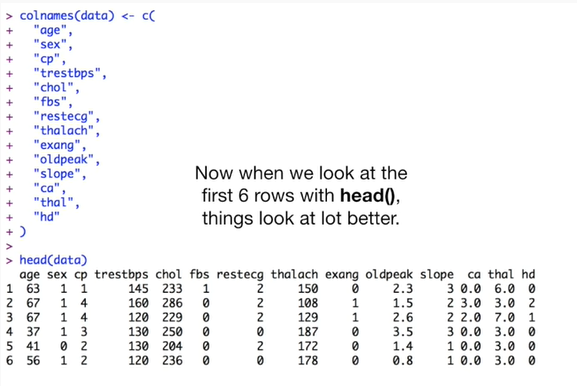 > colnames(data) <- c(
+   "age",
+   "sex",
+   "cp",
+   "trestbps",
+   "chol",
+   "fbs",
+   "restecg",
+   "thalach",
+   "exang",
+   "oldpeak",
+   "slope",
+   "ca",
+   "thal",
+   "hd"
+ )
>
> head(data)
Now when we look at the
first 6 rows with head(),
things look at lot better.
  age sex cp trestbps chol fbs restecg thalach exang oldpeak slope  ca thal hd
1  63   1  1      145  233   1       2     150     0     2.3     3 0.0  6.0  0
2  67   1  4      160  286   0       2     108     1     1.5     2 3.0  3.0  2
3  67   1  4      120  229   0       2     129     1     2.6     2 2.0  7.0  1
4  37   1  3      130  250   0       0     187     0     3.5     3 0.0  3.0  0
5  41   0  2      130  204   0       2     172     0     1.4     1 0.0  3.0  0
6  56   1  2      120  236   0       0     178     0     0.8     1 0.0  3.0  0